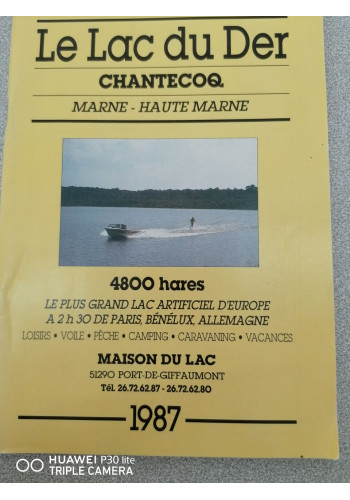 Le Lac du Der
CHANTECOQ
MARNE - HAUTE MARNE
4800 hares
LE PLUS GRAND LAC ARTIFICIEL D'EUROPE
A 2 h 30 DE PARIS, BÉNÉLUX, ALLEMAGNE
LOISIRS • VOILE • PÊCHE • CAMPING • CARAVANING • VACANCES
MAISON DU LAC
51290 PORT-DE-GIFFAUMONT
Tél. 26.72.62.87 - 26.72.62.80
1987
HUAWEI P30 lite
TRIPLE CAMERA